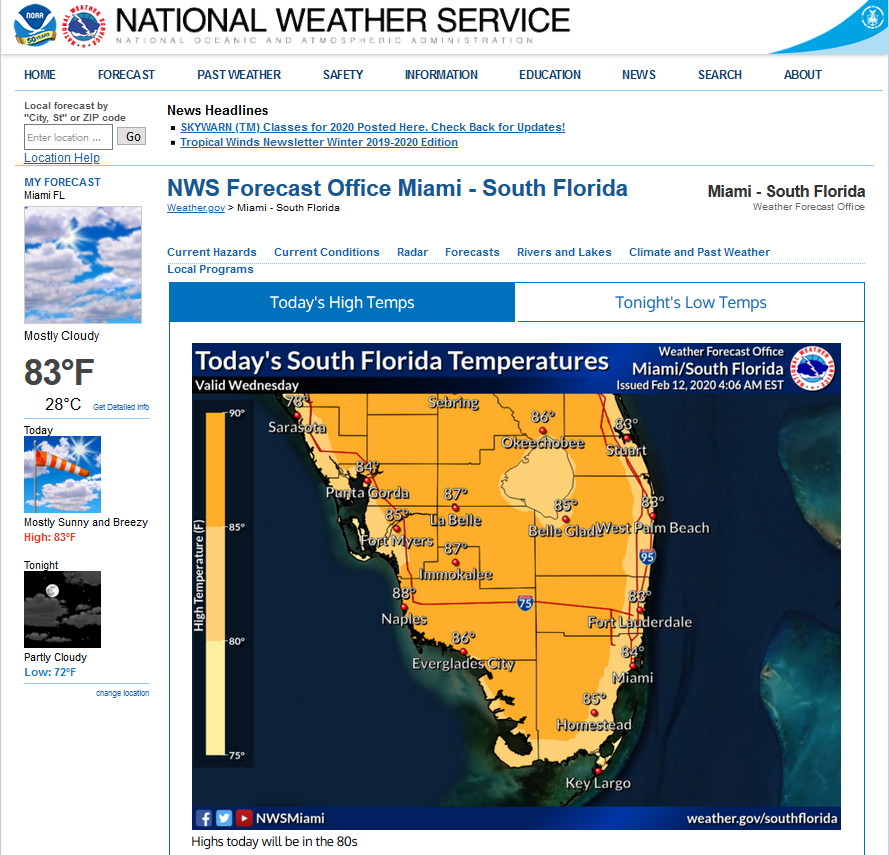 NOAA
50 YEARS
NATIONAL WEATHER SERVICE
NATIONAL OCEANIC AND ATMOSPHERIC ADMINISTRATION
HOME FORECAST PAST WEATHER SAFETY INFORMATION EDUCATION NEWS SEARCH ABOUT
Local forecast by
"City, St" or ZIP code
Enter location ... Go
Location Help
News Headlines
SKYWARN (TM) Classes for 2020 Posted Here. Check Back for Updates!
Tropical Winds Newsletter Winter 2019-2020 Edition
MY FORECAST
Miami FL
Mostly Cloudy
83°F
28°C Get Detailed info
Today
Mostly Sunny and Breezy
High: 83°F
Tonight
Partly Cloudy
Low: 72°F
change location
NWS Forecast Office Miami - South Florida
Weather.gov > Miami - South Florida
Miami - South Florida
Weather Forecast Office
Current Hazards Current Conditions Radar Forecasts Rivers and Lakes Climate and Past Weather
Local Programs
Today's High Temps Tonight's Low Temps
Today's South Florida Temperatures
Valid Wednesday
Weather Forecast Office
Miami/South Florida
Issued Feb 12, 2020 4:06 AM EST
NATIONAL WEATHER SERVICE
High Temperature (F)
90°
85°
80°
75°
78°
Sarasota
Sebring
86°
Okeechobee
83°
Stuart
84°
Punta Gorda
87°
La Belle
85°
Belle Glade
83°
West Palm Beach
85°
Fort Myers
87°
Immokalee
95
88°
Naples
75
83°
Fort Lauderdale
86°
Everglades City
84°
Miami
85°
Homestead
Key Largo
NWSMiami
weather.gov/southflorida
Highs today will be in the 80s